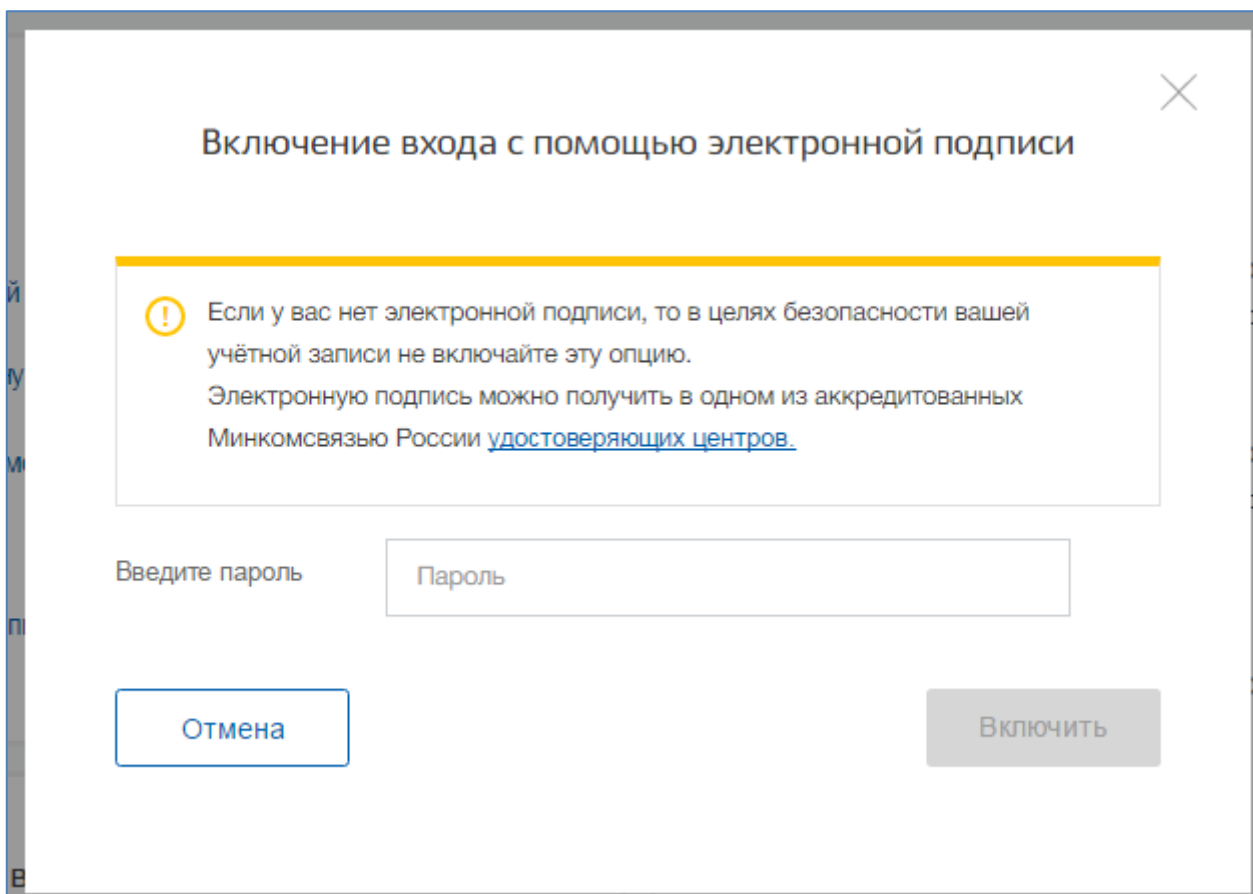 Включение входа с помощью электронной подписи
Если у вас нет электронной подписи, то в целях безопасности вашей
учётной записи не включайте эту опцию.
Электронную подпись можно получить в одном из аккредитованных
Минкомсвязью России удостоверяющих центров.
Введите пароль
Пароль
Отмена
Включить